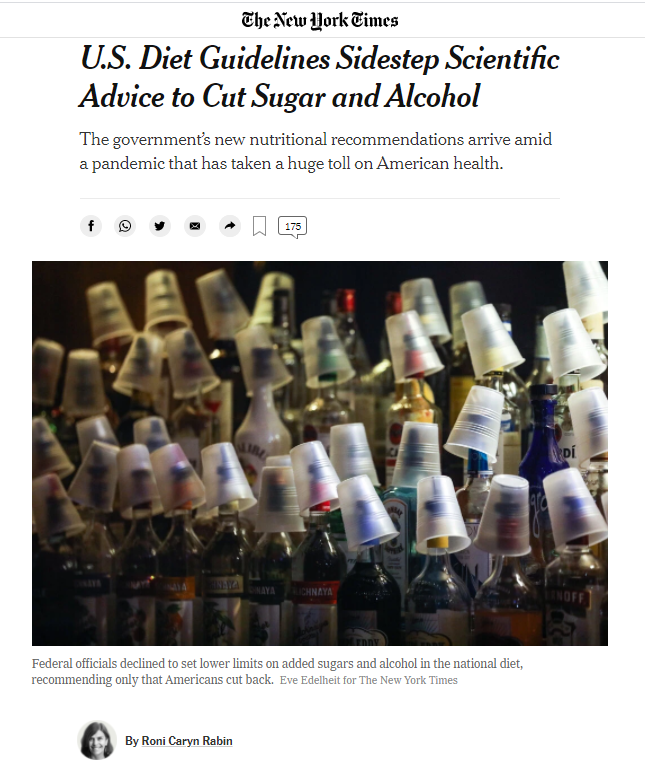 The New York Times
U.S. Diet Guidelines Sidestep Scientific
Advice to Cut Sugar and Alcohol
The government’s new nutritional recommendations arrive amid
a pandemic that has taken a huge toll on American health.
175
NOFF
Federal officials declined to set lower limits on added sugars and alcohol in the national diet,
recommending only that Americans cut back. Eve Edelheit for The New York Times
By Roni Caryn Rabin